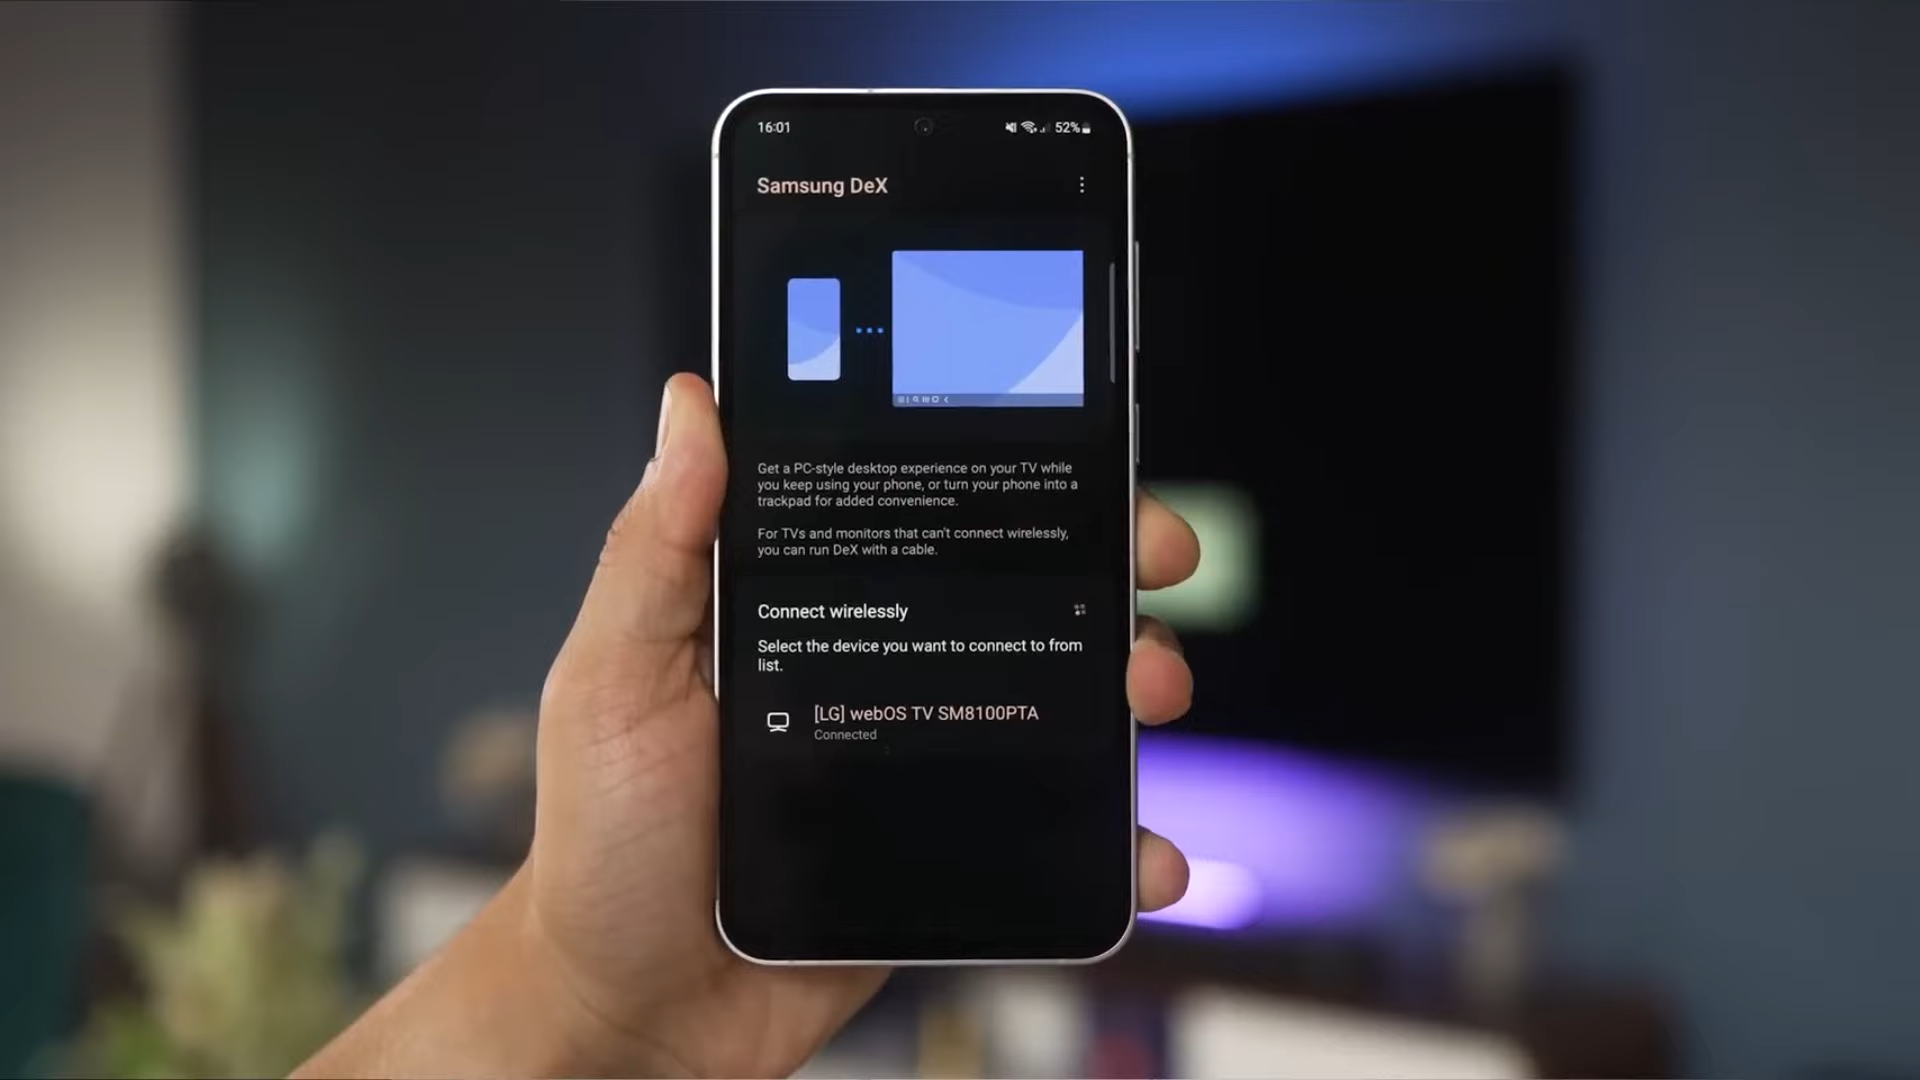 16:01
52%
Samsung DeX
Get a PC-style desktop experience on your TV while
you keep using your phone, or turn your phone into a
trackpad for added convenience.
For TVs and monitors that can't connect wirelessly,
you can run DeX with a cable.
Connect wirelessly
Select the device you want to connect to from
list.
[LG] webOS TV SM8100PTA
Connected